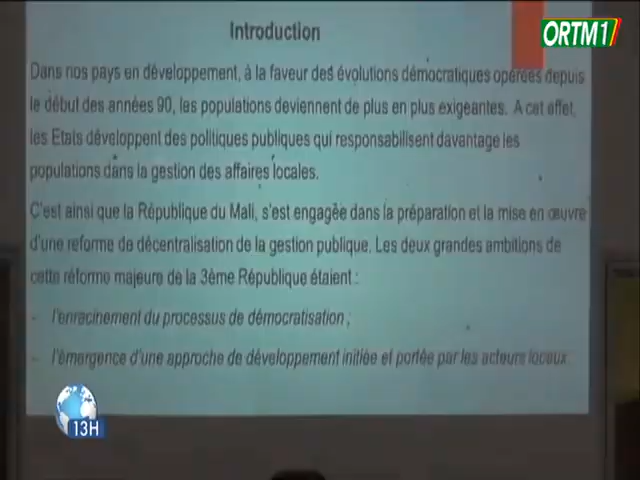 ORTM1
Introduction
Dans nos pays en développement, à la faveur des évolutions démocratiques opérées depuis
le début des années 90, les populations deviennent de plus en plus exigeantes. A cet effet,
les Etats développent des politiques publiques qui responsabilisent davantage les
populations dans la gestion des affaires locales.
C'est ainsi que la République du Mali, s'est engagée dans la préparation et la mise en œuvre
d'une reforme de décentralisation de la gestion publique. Les deux grandes ambitions de
cette réforme majeure de la 3ème République étaient :
- l'enracinement du processus de démocratisation ;
- l'émergence d'une approche de développement initiée et portée par les acteurs locaux.
13H